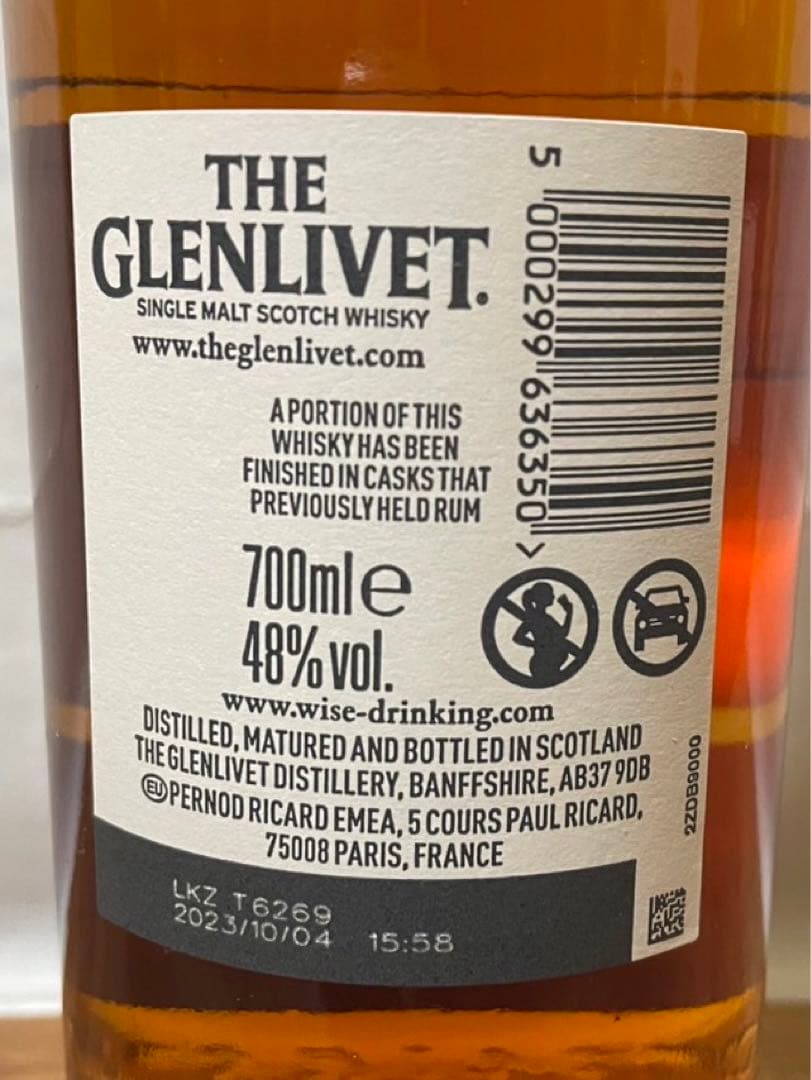 THE
GLENLIVET.
SINGLE MALT SCOTCH WHISKY
www.theglenlivet.com
A PORTION OF THIS
WHISKY HAS BEEN
FINISHED IN CASKS THAT
PREVIOUSLY HELD RUM
700ml e
48% vol.
www.wise-drinking.com
DISTILLED, MATURED AND BOTTLED IN SCOTLAND
THE GLENLIVET DISTILLERY, BANFFSHIRE, AB37 9DB
EU PERNOD RICARD EMEA, 5 COURS PAUL RICARD,
75008 PARIS, FRANCE
LKZ T6269
2023/10/04 15:58
5 000299 636350 >
2ZDB9000